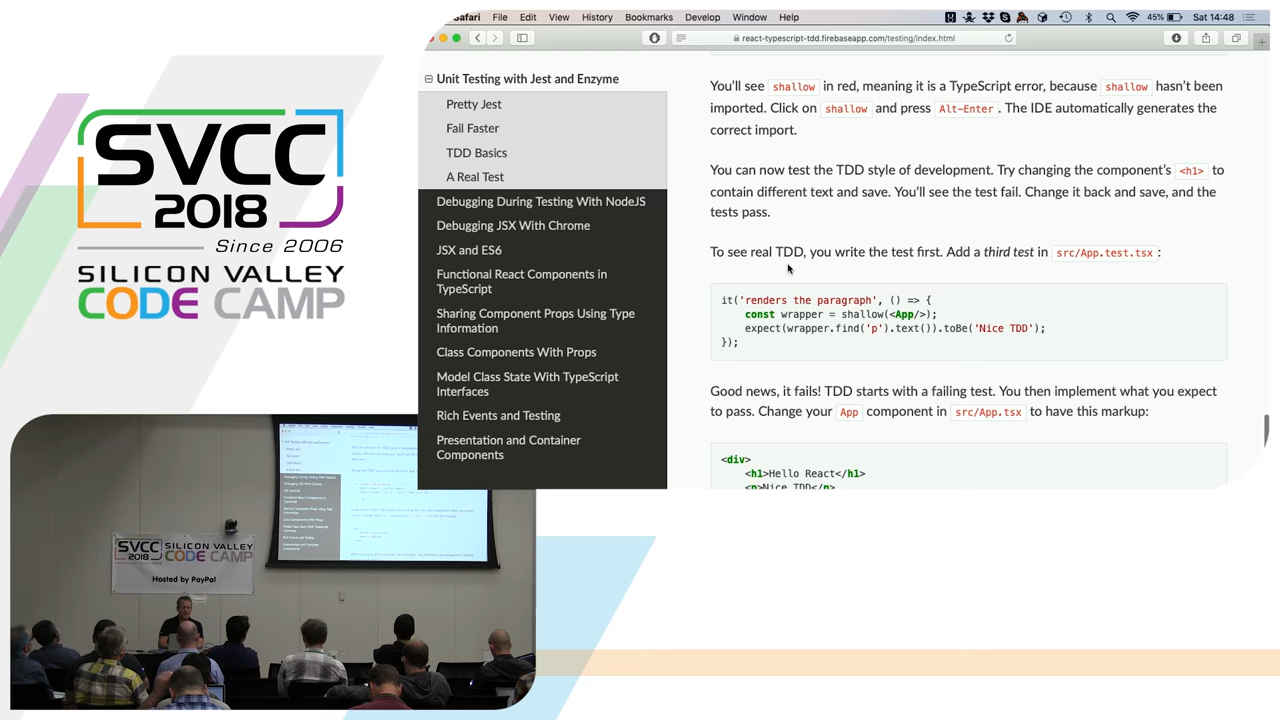 Safari File Edit View History Bookmarks Develop Window Help
45% Sat 14:48
react-typescript-tdd.firebaseapp.com/testing/index.html
SVCC
2018
Since 2006
SILICON VALLEY
CODE CAMP
Unit Testing with Jest and Enzyme
Pretty Jest
Fail Faster
TDD Basics
A Real Test
Debugging During Testing With NodeJS
Debugging JSX With Chrome
JSX and ES6
Functional React Components in
TypeScript
Sharing Component Props Using Type
Information
Class Components With Props
Model Class State With TypeScript
Interfaces
Rich Events and Testing
Presentation and Container
Components
You'll see shallow in red, meaning it is a TypeScript error, because shallow hasn't been
imported. Click on shallow and press Alt-Enter. The IDE automatically generates the
correct import.
You can now test the TDD style of development. Try changing the component's <h1> to
contain different text and save. You'll see the test fail. Change it back and save, and the
tests pass.
To see real TDD, you write the test first. Add a third test in src/App.test.tsx:
it('renders the paragraph', () => {
const wrapper = shallow(<App/>);
expect(wrapper.find('p').text()).toBe('Nice TDD');
});
Good news, it fails! TDD starts with a failing test. You then implement what you expect
to pass. Change your App component in src/App.tsx to have this markup:
<div>
<h1>Hello React</h1>
<p>Nice TDD</p>
SVCC
2018
SILICON VALLEY
CODE CAMP
Hosted by PayPal